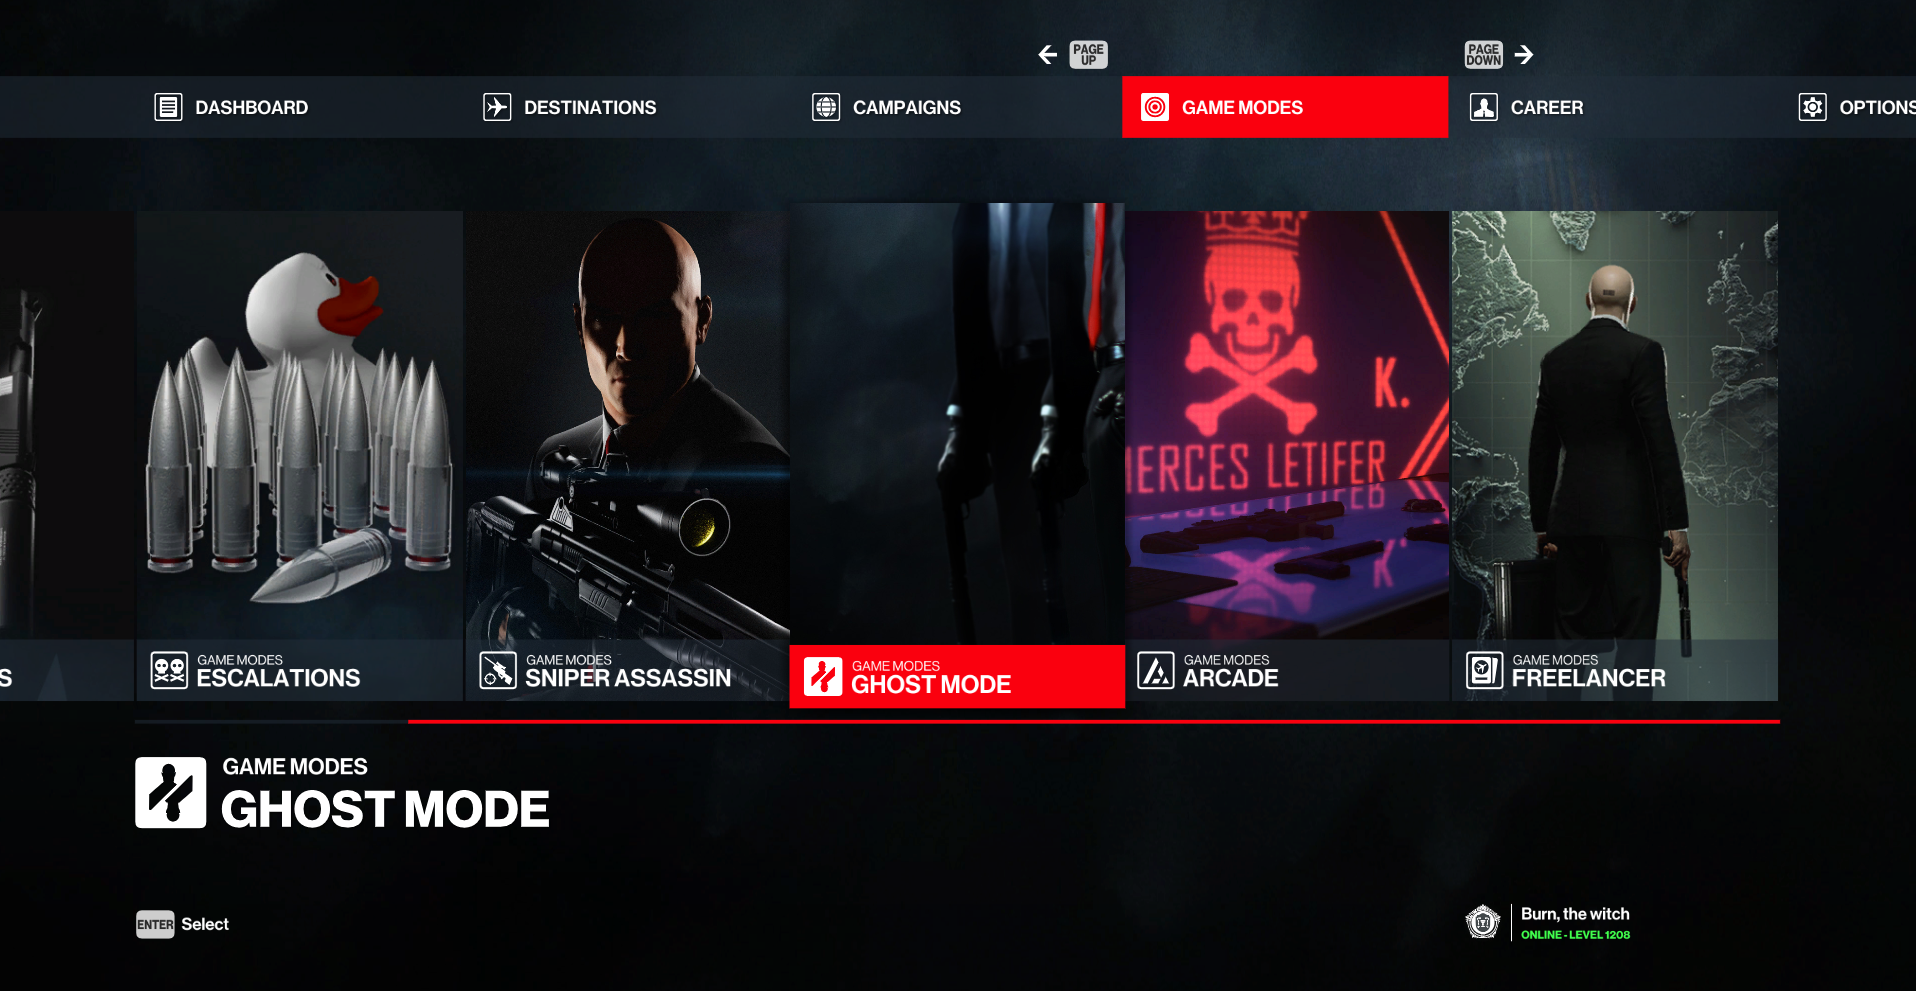 PAGE
UP
PAGE
DOWN
DASHBOARD
DESTINATIONS
CAMPAIGNS
GAME MODES
CAREER
OPTIONS
K.
MERCES LETIFER
K.
S
GAME MODES
ESCALATIONS
GAME MODES
SNIPER ASSASSIN
GAME MODES
GHOST MODE
GAME MODES
ARCADE
GAME MODES
FREELANCER
GAME MODES
GHOST MODE
ENTER Select
Burn, the witch
ONLINE - LEVEL 1208